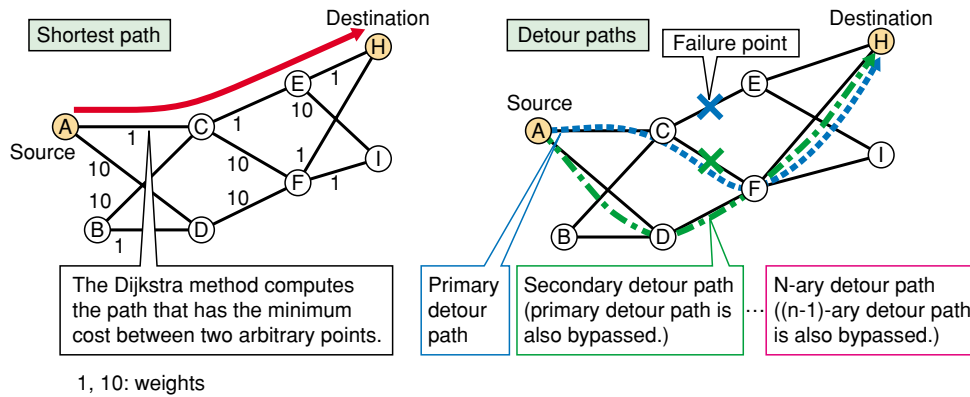 Shortest path
Destination
H
1
E
10
A
1
C
1
Source
10
10
1
I
F
1
10
10
B
D
1
The Dijkstra method computes
the path that has the minimum
cost between two arbitrary points.
1, 10: weights
Detour paths
Destination
Failure point
H
E
Source
A
C
I
F
B
D
Primary
detour
path
Secondary detour path
(primary detour path is
also bypassed.)
...
N-ary detour path
((n-1)-ary detour path
is also bypassed.)